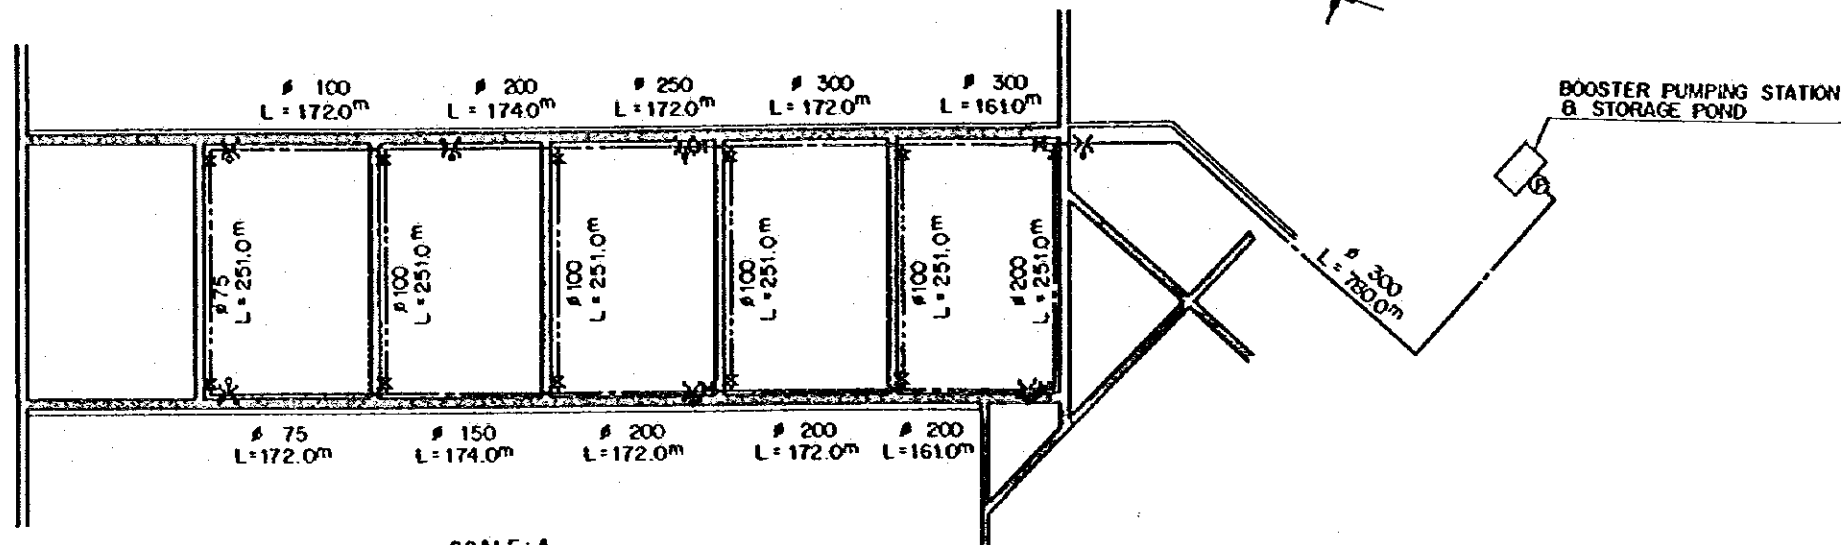 ø 100
L = 172.0m
ø 200
L = 174.0m
ø 250
L = 172.0m
ø 300
L = 172.0m
ø 300
L = 161.0m
BOOSTER PUMPING STATION
& STORAGE POND
ø 75
L = 251.0m
ø 100
L = 251.0m
ø 100
L = 251.0m
ø 100
L = 251.0m
ø 100
L = 251.0m
ø 200
L = 251.0m
ø 300
L = 780.0m
ø 75
L = 172.0m
ø 150
L = 174.0m
ø 200
L = 172.0m
ø 200
L = 172.0m
ø 200
L = 161.0m